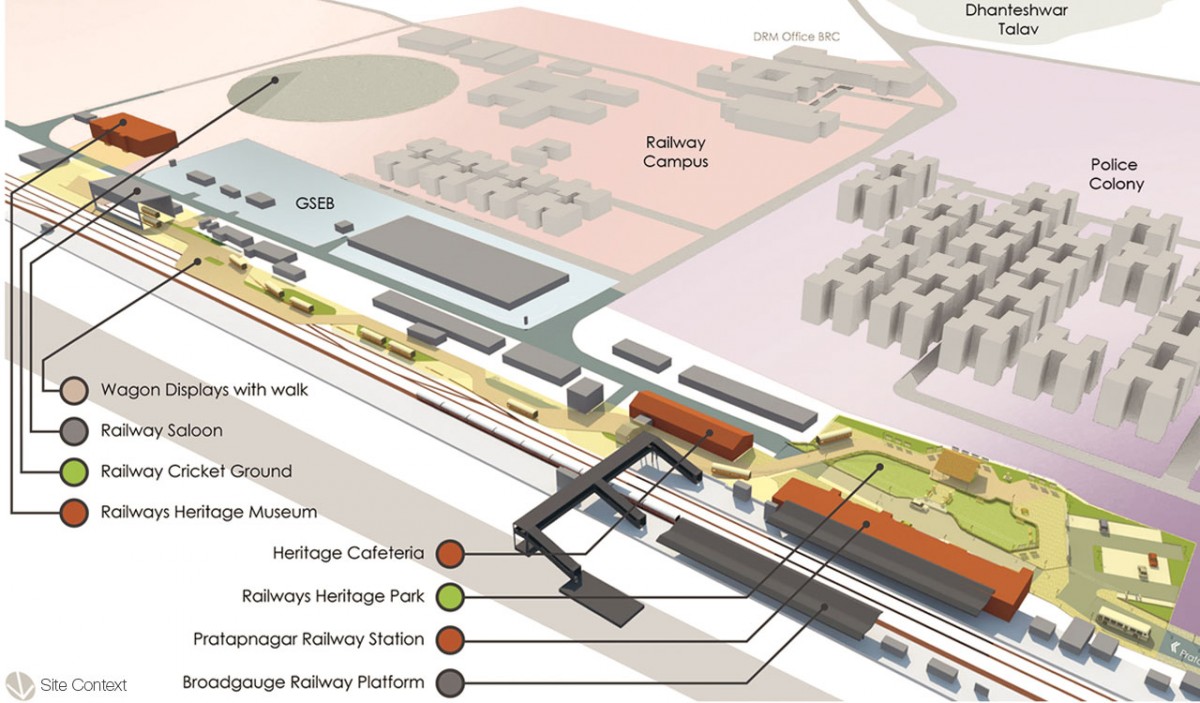 Dhanteshwar
Talav
DRM Office BRC
Railway
Campus
Police
Colony
GSEB
Wagon Displays with walk
Railway Saloon
Railway Cricket Ground
Railways Heritage Museum
Heritage Cafeteria
Railways Heritage Park
Pratapnagar Railway Station
Broadgauge Railway Platform
Site Context